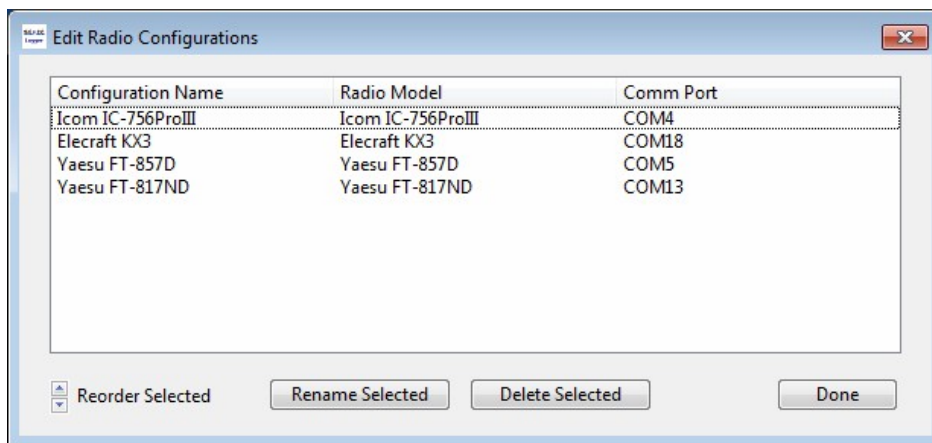 Edit Radio Configurations
Configuration Name Radio Model Comm Port
Icom IC-756ProIII Icom IC-756ProIII COM4
Elecraft KX3 Elecraft KX3 COM18
Yaesu FT-857D Yaesu FT-857D COM5
Yaesu FT-817ND Yaesu FT-817ND COM13
Reorder Selected Rename Selected Delete Selected Done